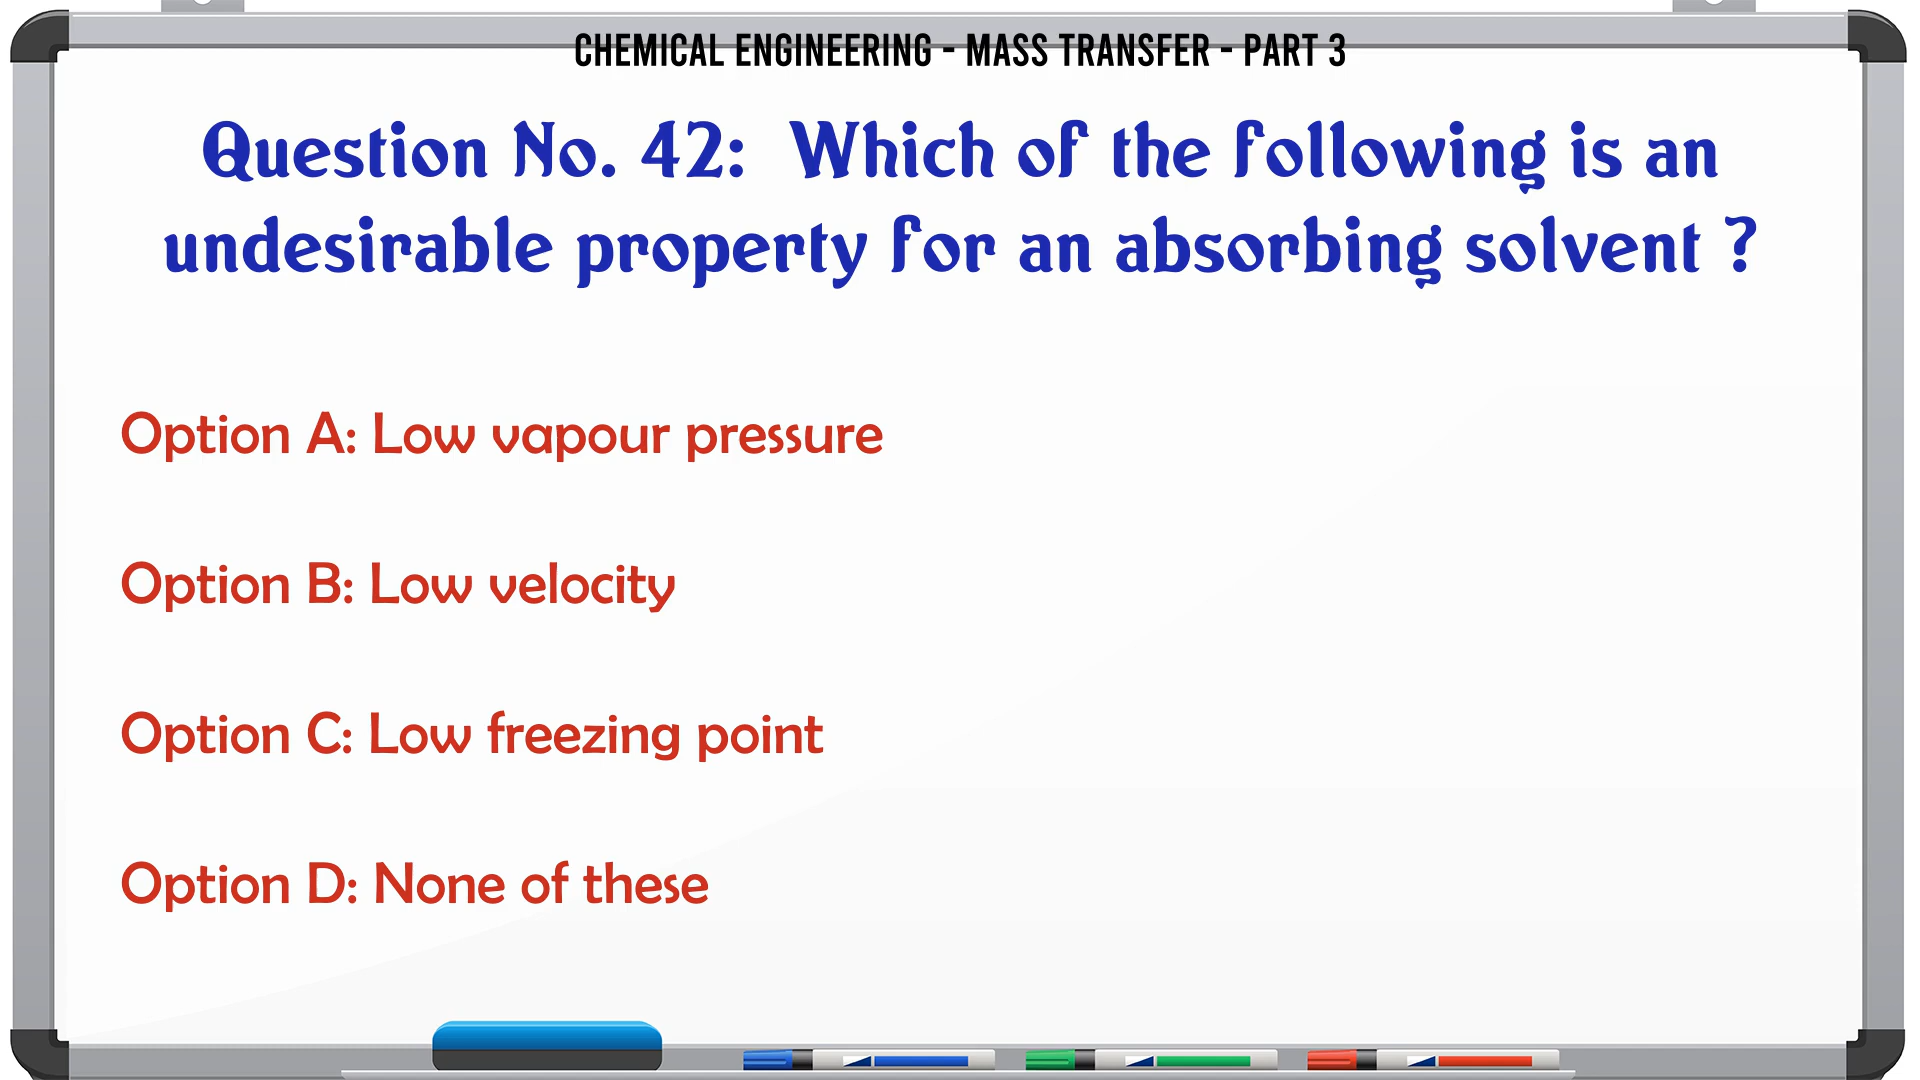 CHEMICAL ENGINEERING - MASS TRANSFER - PART 3
Question No. 42: Which of the following is an
undesirable property for an absorbing solvent ?
Option A: Low vapour pressure
Option B: Low velocity
Option C: Low freezing point
Option D: None of these